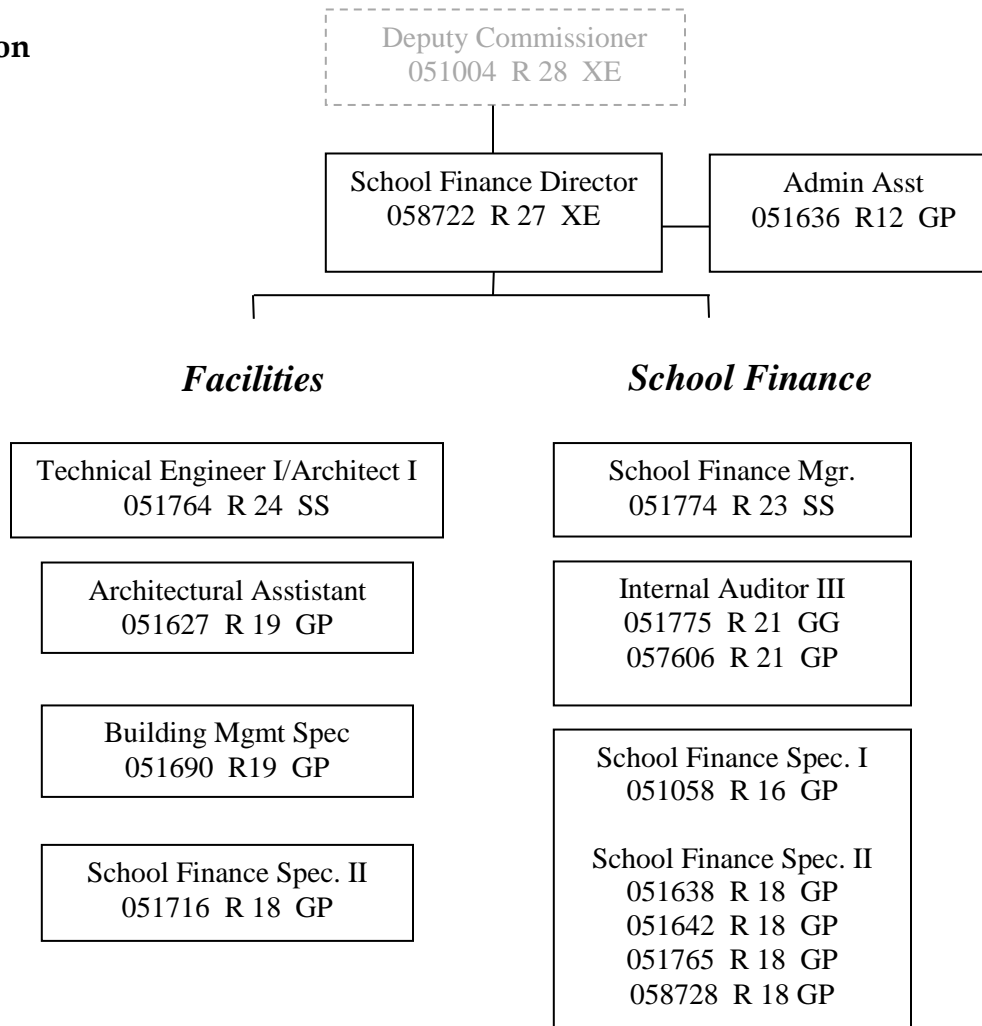 on
Deputy Commissioner
051004 R 28 XE
School Finance Director
058722 R 27 XE
Admin Asst
051636 R12 GP
Facilities
Technical Engineer I/Architect I
051764 R 24 SS
Architectural Asstistant
051627 R 19 GP
Building Mgmt Spec
051690 R19 GP
School Finance Spec. II
051716 R 18 GP
School Finance
School Finance Mgr.
051774 R 23 SS
Internal Auditor III
051775 R 21 GG
057606 R 21 GP
School Finance Spec. I
051058 R 16 GP
School Finance Spec. II
051638 R 18 GP
051642 R 18 GP
051765 R 18 GP
058728 R 18 GP